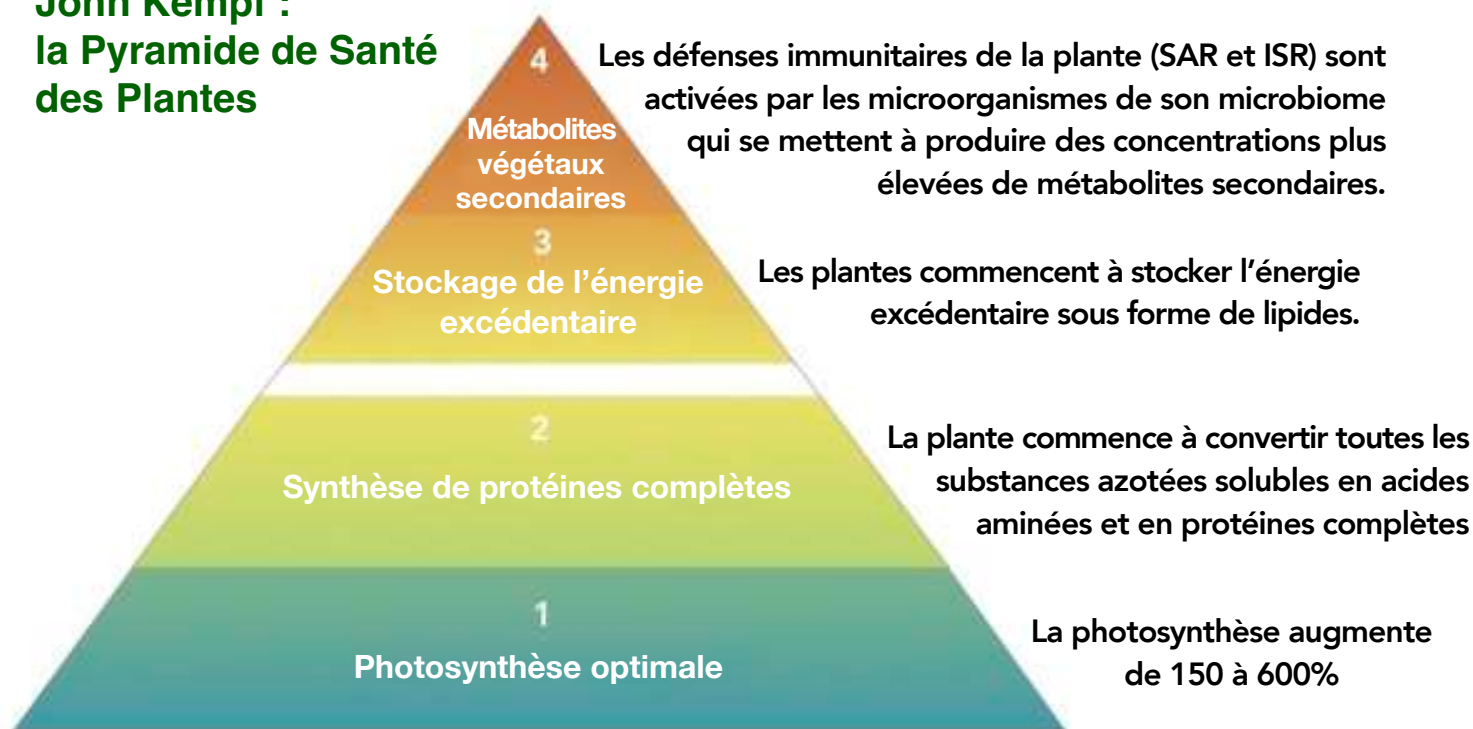 John Kempf :
la Pyramide de Santé
des Plantes
4
Métabolites
végétaux
secondaires
Les défenses immunitaires de la plante (SAR et ISR) sont
activées par les microorganismes de son microbiome
qui se mettent à produire des concentrations plus
élevées de métabolites secondaires.
3
Stockage de l’énergie
excédentaire
Les plantes commencent à stocker l’énergie
excédentaire sous forme de lipides.
2
Synthèse de protéines complètes
La plante commence à convertir toutes les
substances azotées solubles en acides
aminées et en protéines complètes
1
Photosynthèse optimale
La photosynthèse augmente
de 150 à 600%